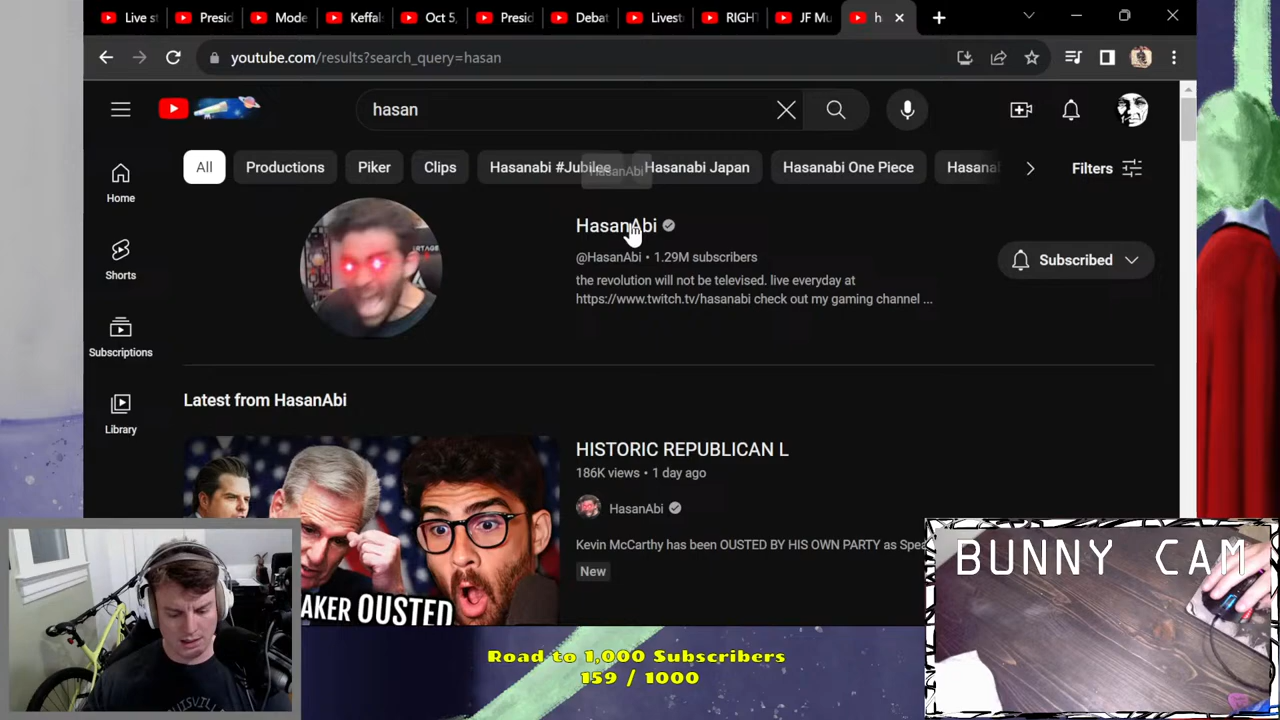 Live s
Presid
Mode
Keffal
Oct 5,
Presid
Debat
Livest
RIGH
JF Mu
h
youtube.com/results?search_query=hasan
hasan
All
Productions
Piker
Clips
Hasanabi #Jubilee
Hasanabi Japan
Hasanabi One Piece
Hasana
Filters
HasanAbi
Home
HasanAbi
@HasanAbi • 1.29M subscribers
Subscribed
the revolution will not be televised. live everyday at
https://www.twitch.tv/hasanabi check out my gaming channel ...
Shorts
Subscriptions
Library
Latest from HasanAbi
HISTORIC REPUBLICAN L
186K views • 1 day ago
HasanAbi
Kevin McCarthy has been OUSTED BY HIS OWN PARTY as Spea
New
AKER OUSTED
BUNNY CAM
Road to 1,000 Subscribers
159 / 1000